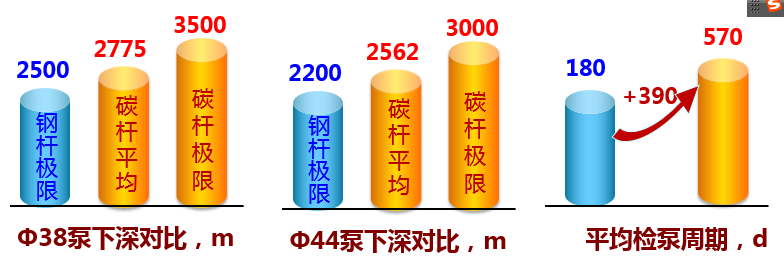 2500
钢杆极限
2775
碳杆平均
3500
碳杆极限
Φ38泵下深对比，m
2200
钢杆极限
2562
碳杆平均
3000
碳杆极限
Φ44泵下深对比，m
180
+390
570
平均检泵周期，d